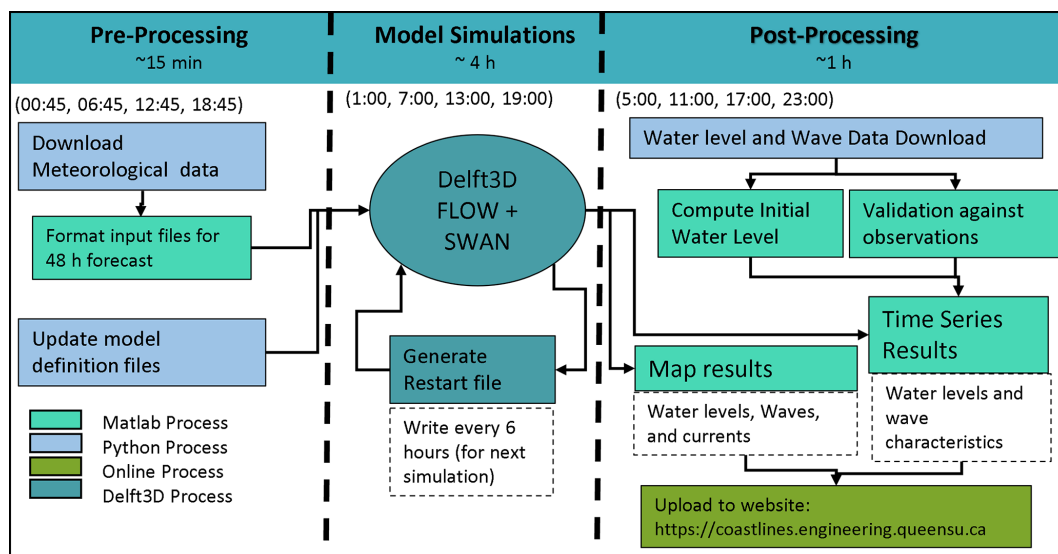 Pre-Processing
~15 min
Model Simulations
~ 4 h
Post-Processing
~1 h
(00:45, 06:45, 12:45, 18:45)
(1:00, 7:00, 13:00, 19:00)
(5:00, 11:00, 17:00, 23:00)
Download
Meteorological data
Format input files for
48 h forecast
Update model
definition files
Matlab Process
Python Process
Online Process
Delft3D Process
Delft3D
FLOW +
SWAN
Generate
Restart file
Write every 6
hours (for next
simulation)
Water level and Wave Data Download
Compute Initial
Water Level
Validation against
observations
Time Series
Results
Water levels and
wave
characteristics
Map results
Water levels, Waves,
and currents
Upload to website:
https://coastlines.engineering.queensu.ca